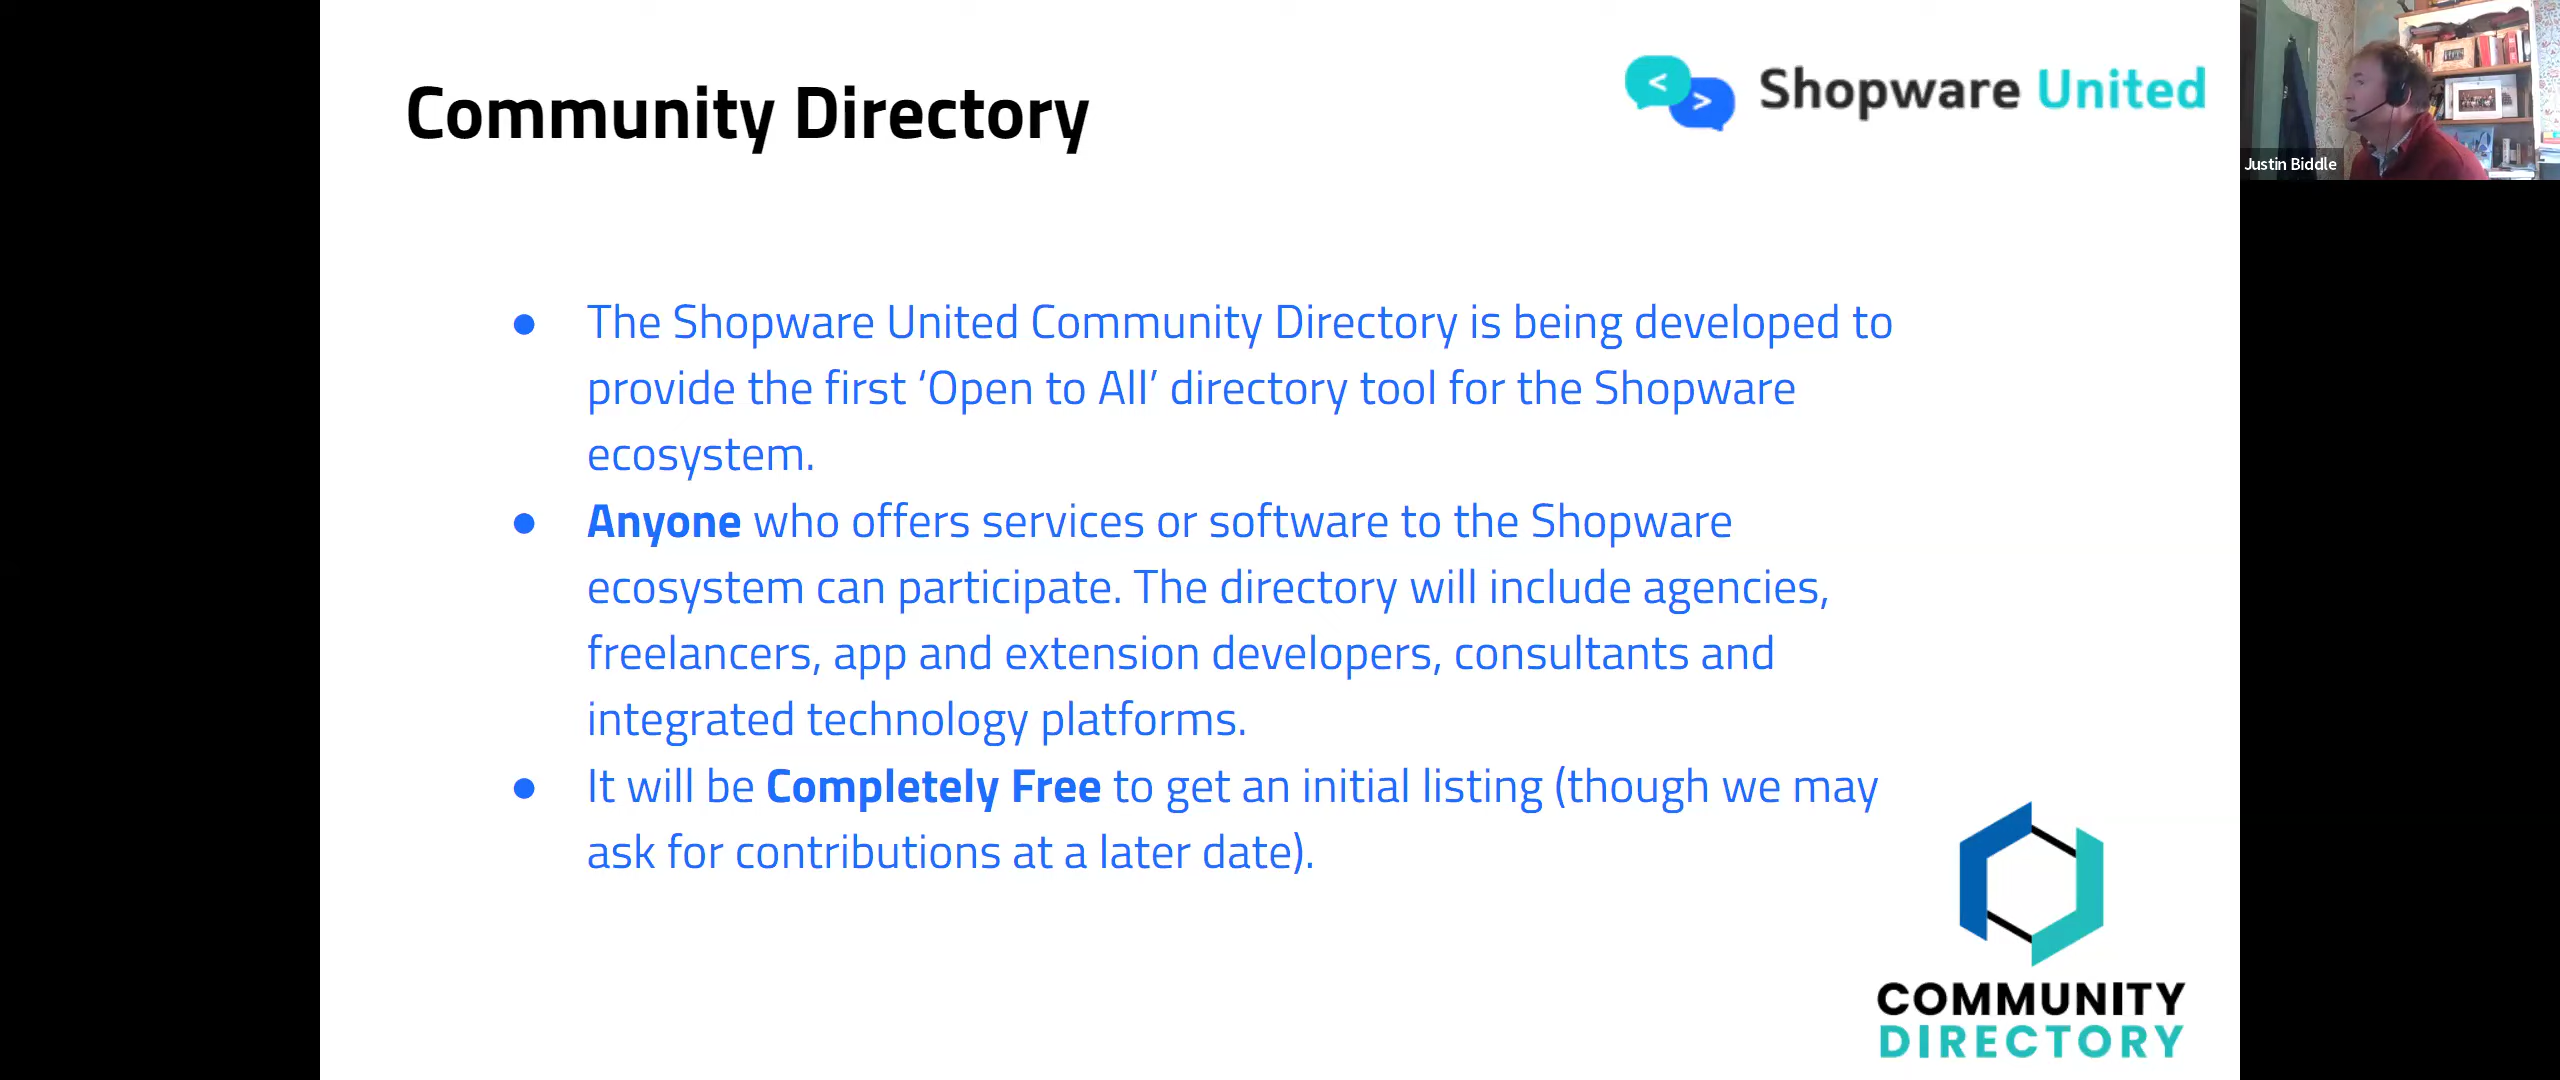 Community Directory
< > Shopware United
Justin Biddle
● The Shopware United Community Directory is being developed to
provide the first ‘Open to All’ directory tool for the Shopware
ecosystem.
● Anyone who offers services or software to the Shopware
ecosystem can participate. The directory will include agencies,
freelancers, app and extension developers, consultants and
integrated technology platforms.
● It will be Completely Free to get an initial listing (though we may
ask for contributions at a later date).
COMMUNITY
DIRECTORY